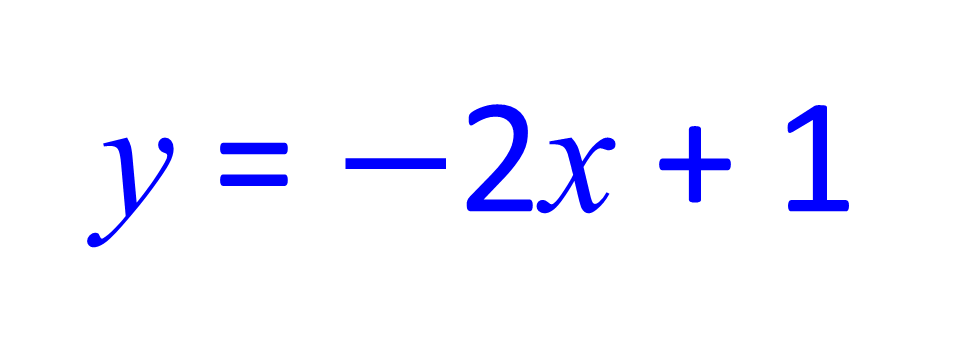 y = −2x + 1